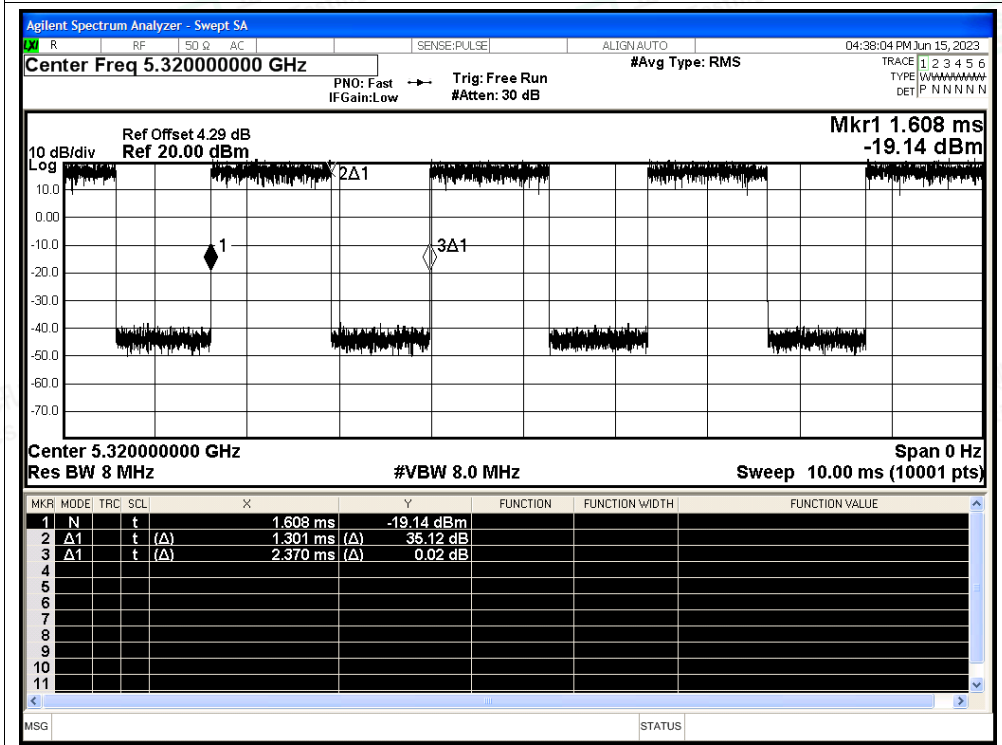 Agilent Spectrum Analyzer - Swept SA
LXI R RF 50 Ω AC SENSE:PULSE ALIGN AUTO 04:38:04 PM Jun 15, 2023
Center Freq 5.320000000 GHz #Avg Type: RMS TRACE 1 2 3 4 5 6
PNO: Fast Trig: Free Run TYPE WWWWWW
IFGain:Low #Atten: 30 dB DET P N N N N N
Ref Offset 4.29 dB Mkr1 1.608 ms
10 dB/div Ref 20.00 dBm -19.14 dBm
Log
2Δ1
10.0
0.00
-10.0
1 3Δ1
-20.0
-30.0
-40.0
-50.0
-60.0
-70.0
Center 5.320000000 GHz Span 0 Hz
Res BW 8 MHz #VBW 8.0 MHz Sweep 10.00 ms (10001 pts)
MKR MODE TRC SCL X Y FUNCTION FUNCTION WIDTH FUNCTION VALUE
1 N t 1.608 ms -19.14 dBm
2 Δ1 t (Δ) 1.301 ms (Δ) 35.12 dB
3 Δ1 t (Δ) 2.370 ms (Δ) 0.02 dB
4
5
6
7
8
9
10
11
MSG STATUS